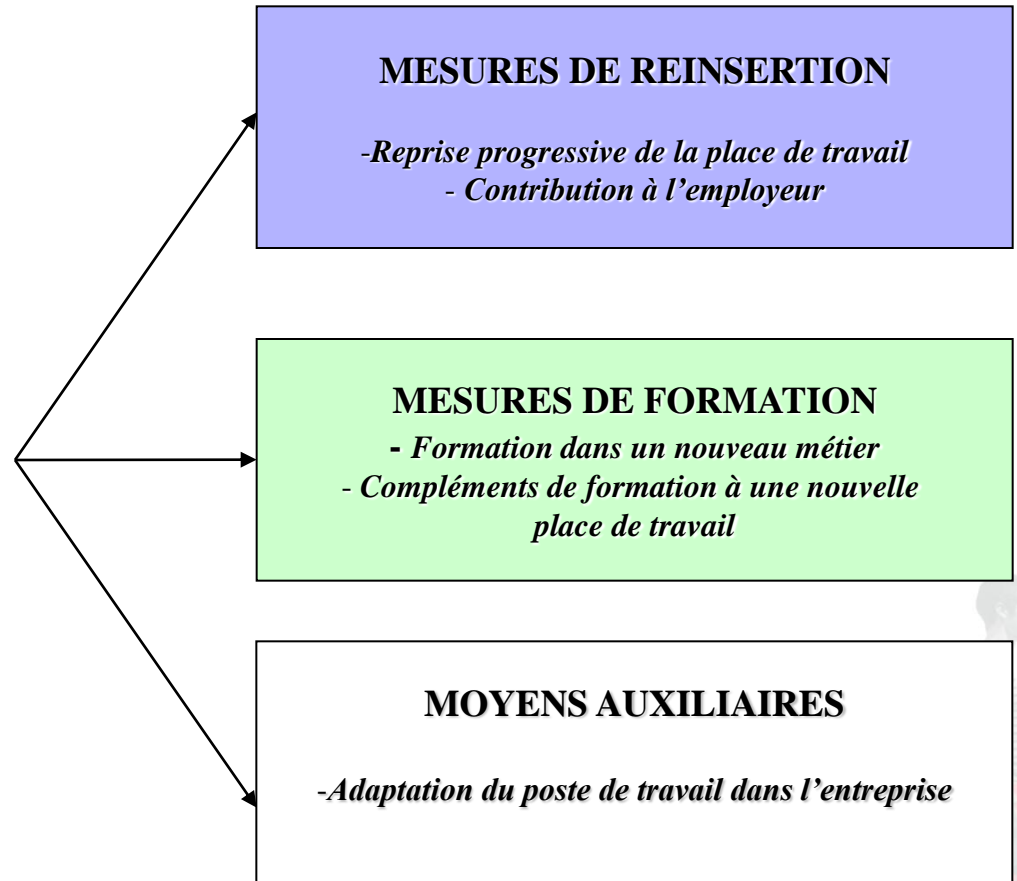 MESURES DE REINSERTION
-Reprise progressive de la place de travail
- Contribution à l’employeur
MESURES DE FORMATION
- Formation dans un nouveau métier
- Compléments de formation à une nouvelle
place de travail
MOYENS AUXILIAIRES
-Adaptation du poste de travail dans l’entreprise